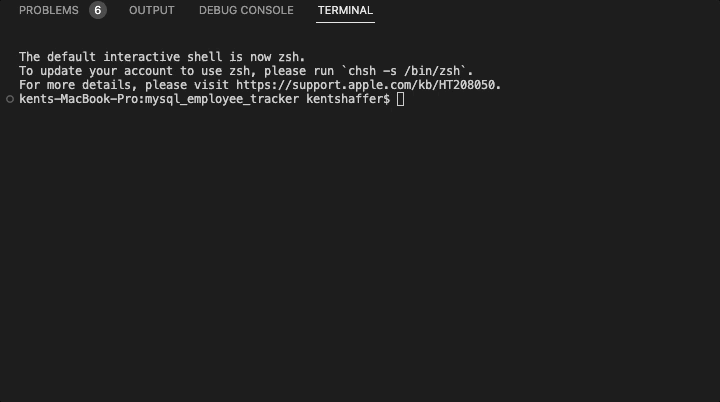 PROBLEMS 6 OUTPUT DEBUG CONSOLE TERMINAL
The default interactive shell is now zsh.
To update your account to use zsh, please run `chsh -s /bin/zsh`.
For more details, please visit https://support.apple.com/kb/HT208050.
kents-MacBook-Pro:mysql_employee_tracker kentshaffer$